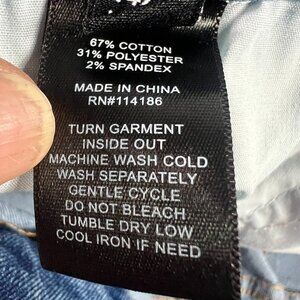 67% COTTON
31% POLYESTER
2% SPANDEX
MADE IN CHINA
RN#114186
TURN GARMENT
INSIDE OUT
MACHINE WASH COLD
WASH SEPARATELY
GENTLE CYCLE
DO NOT BLEACH
TUMBLE DRY LOW
COOL IRON IF NEED